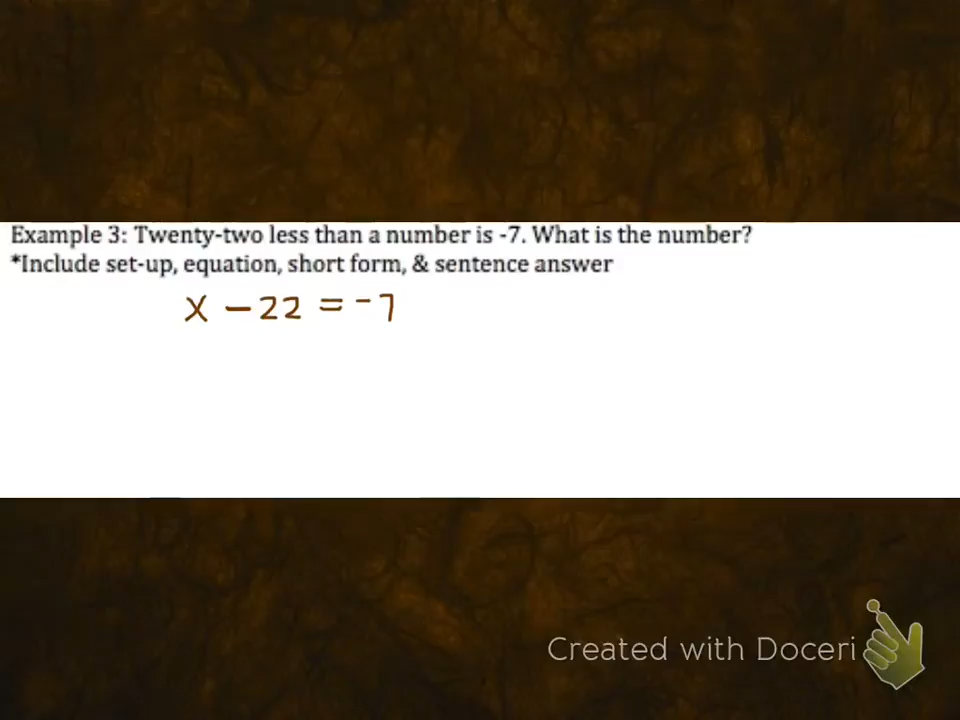 Example 3: Twenty-two less than a number is -7. What is the number?
*Include set-up, equation, short form, & sentence answer
x - 22 = -7
Created with Doceri